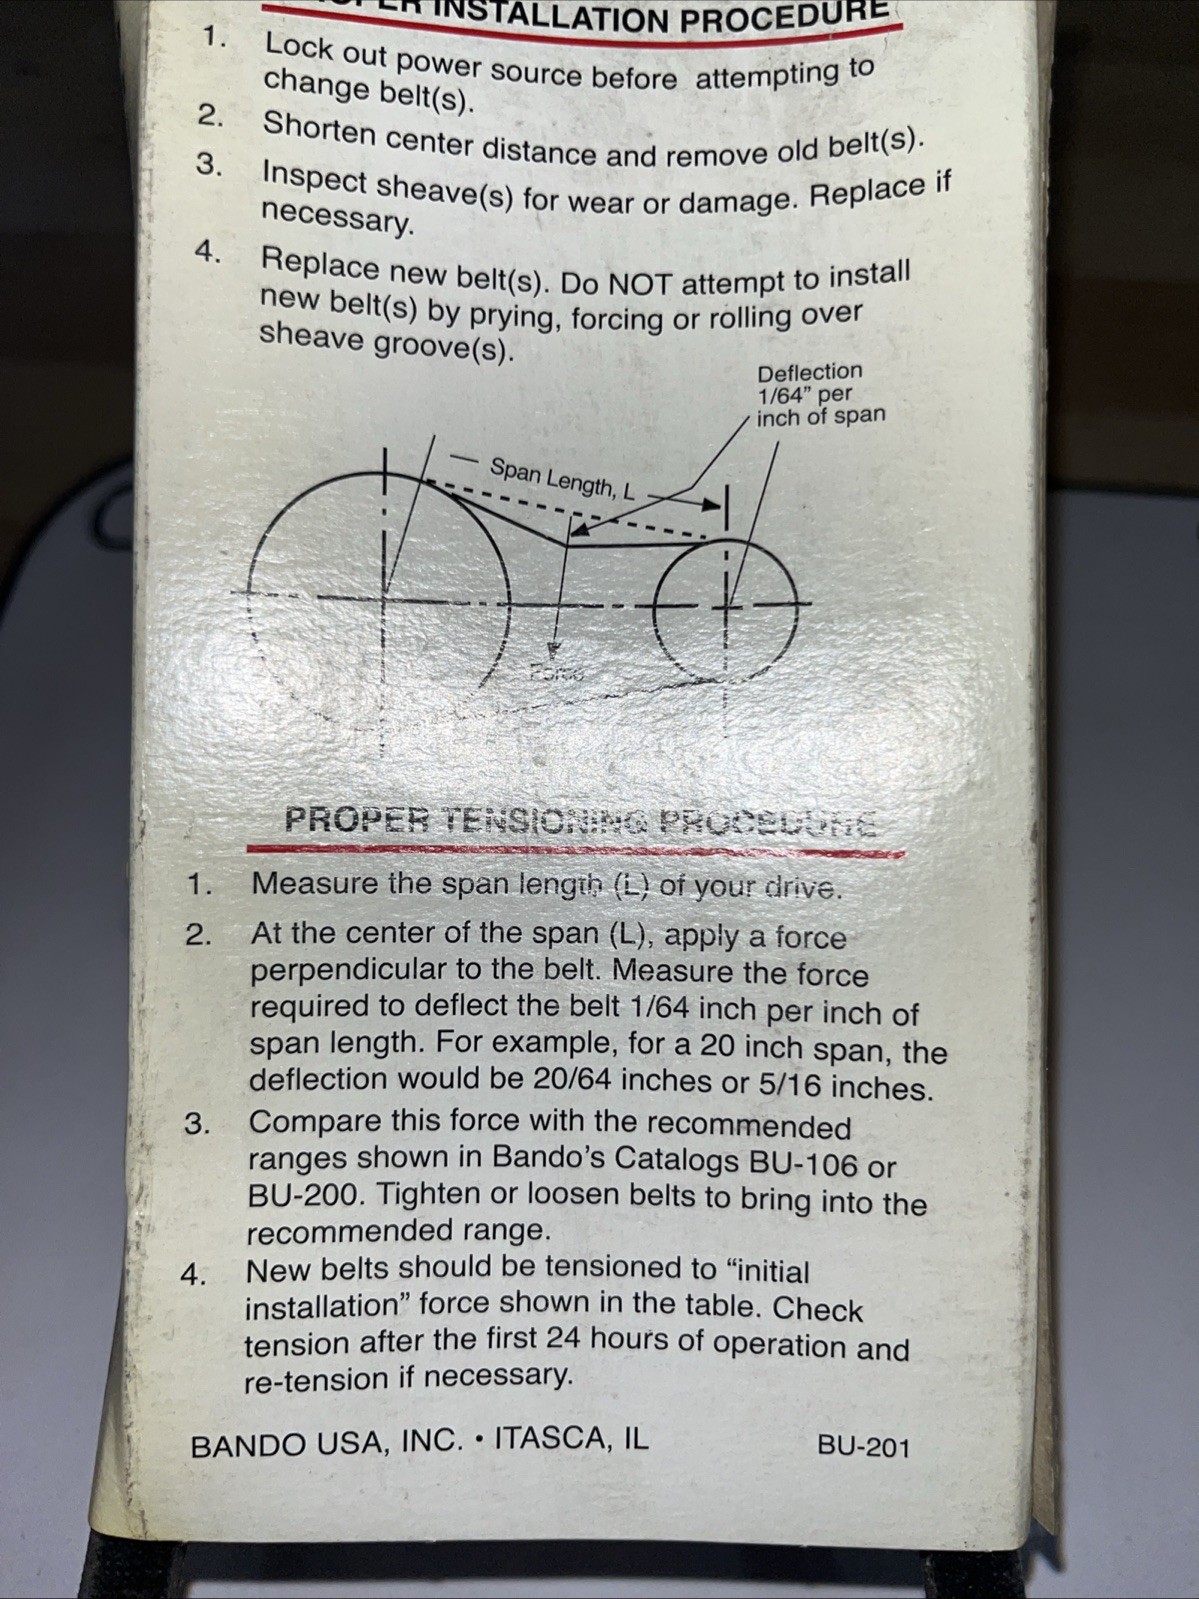 INSTALLATION PROCEDURE
1. Lock out power source before attempting to
change belt(s).
2. Shorten center distance and remove old belt(s).
3. Inspect sheave(s) for wear or damage. Replace if
necessary.
4. Replace new belt(s). Do NOT attempt to install
new belt(s) by prying, forcing or rolling over
sheave groove(s).
Deflection
1/64” per
inch of span
Span Length, L
Force
PROPER TENSIONING PROCEDURE
1. Measure the span length (L) of your drive.
2. At the center of the span (L), apply a force
perpendicular to the belt. Measure the force
required to deflect the belt 1/64 inch per inch of
span length. For example, for a 20 inch span, the
deflection would be 20/64 inches or 5/16 inches.
3. Compare this force with the recommended
ranges shown in Bando’s Catalogs BU-106 or
BU-200. Tighten or loosen belts to bring into the
recommended range.
4. New belts should be tensioned to “initial
installation” force shown in the table. Check
tension after the first 24 hours of operation and
re-tension if necessary.
BANDO USA, INC. • ITASCA, IL BU-201